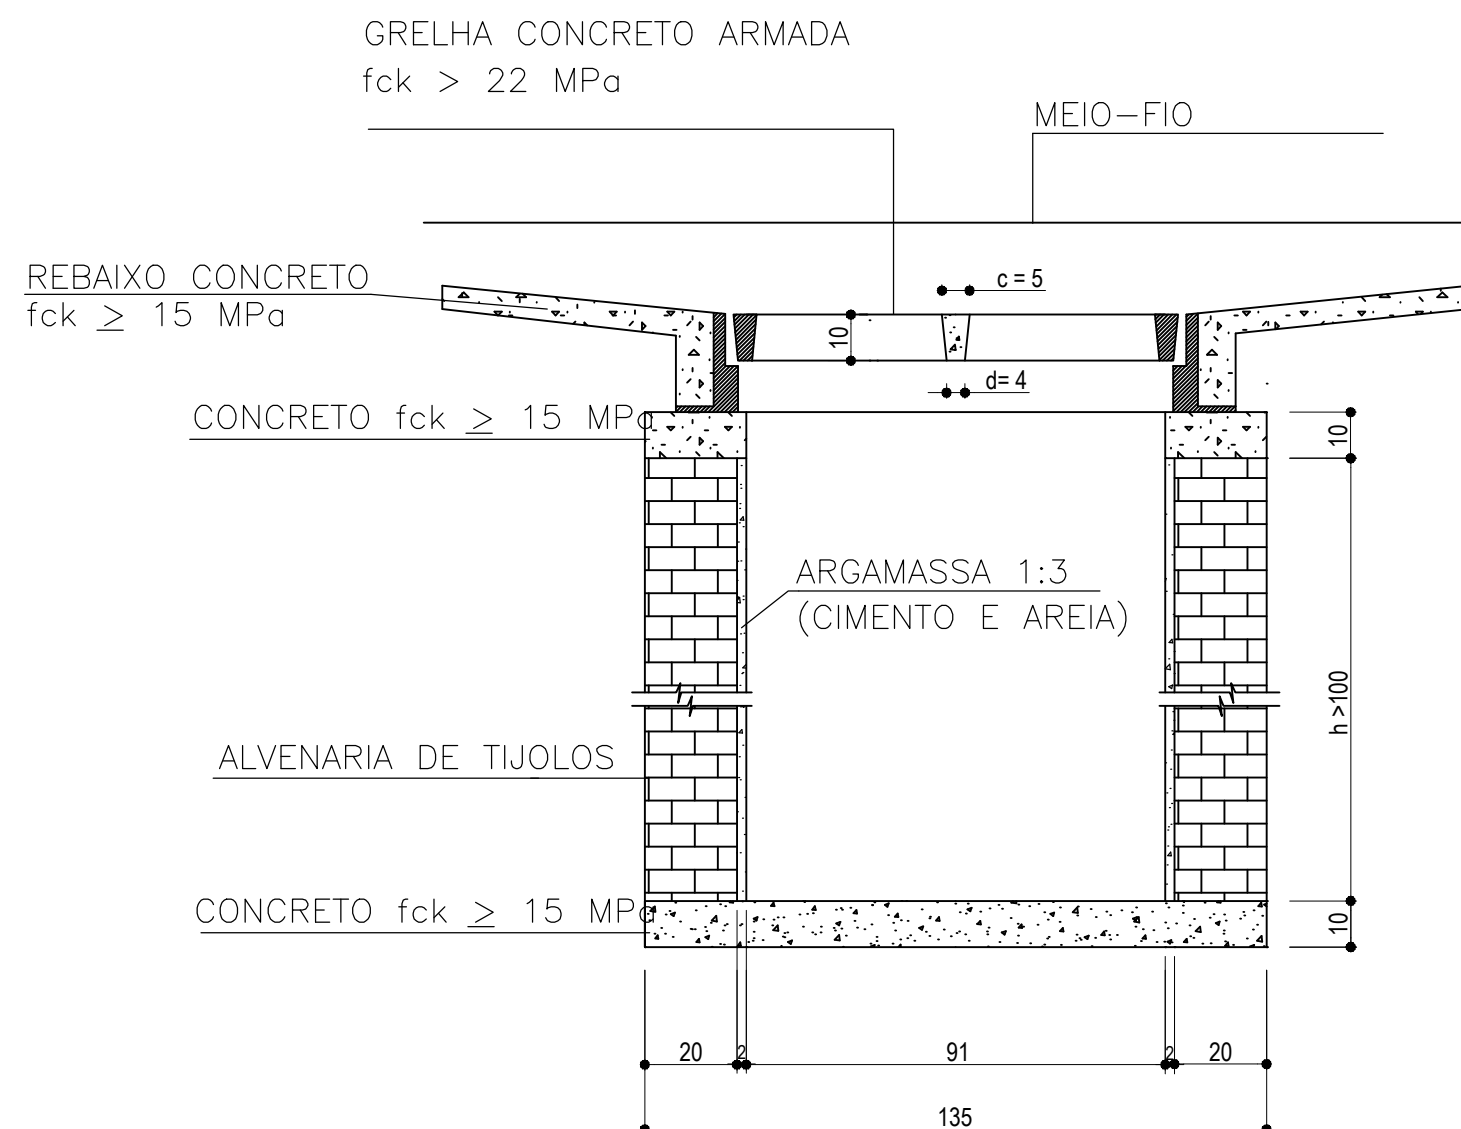 GRELHA CONCRETO ARMADA
fck > 22 MPa
MEIO-FIO
REBAIXO CONCRETO
fck ≥ 15 MPa
c = 5
10
d= 4
CONCRETO fck ≥ 15 MPa
10
ARGAMASSA 1:3
(CIMENTO E AREIA)
h >100
ALVENARIA DE TIJOLOS
CONCRETO fck ≥ 15 MPa
10
20 2 91 2 20
135